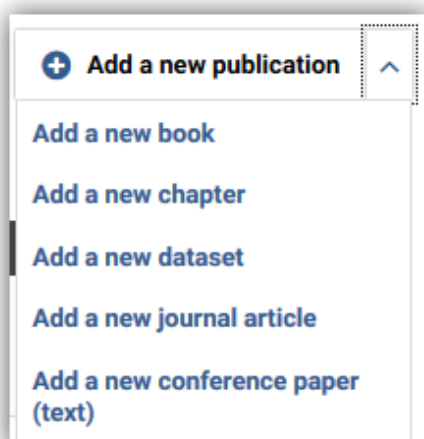 Add a new publication
Add a new book
Add a new chapter
Add a new dataset
Add a new journal article
Add a new conference paper
(text)